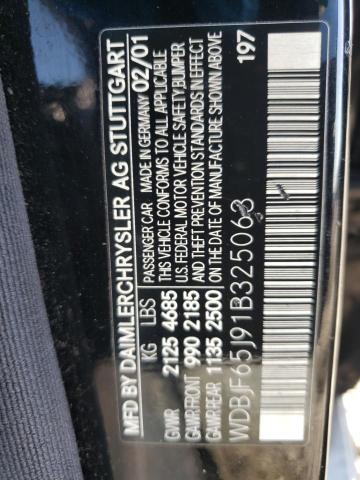 MFD BY DAIMLERCHRYSLER AG STUTTGART
PASSENGER CAR MADE IN GERMANY 02/01
KG LBS
GVWR 2125 4685
GAWR FRONT 990 2185
GAWR REAR 1135 2500
THIS VEHICLE CONFORMS TO ALL APPLICABLE
U.S. FEDERAL MOTOR VEHICLE SAFETY,BUMPER
AND THEFT PREVENTION STANDARDS IN EFFECT
ON THE DATE OF MANUFACTURE SHOWN ABOVE.
WDBJF65J91B325063
197